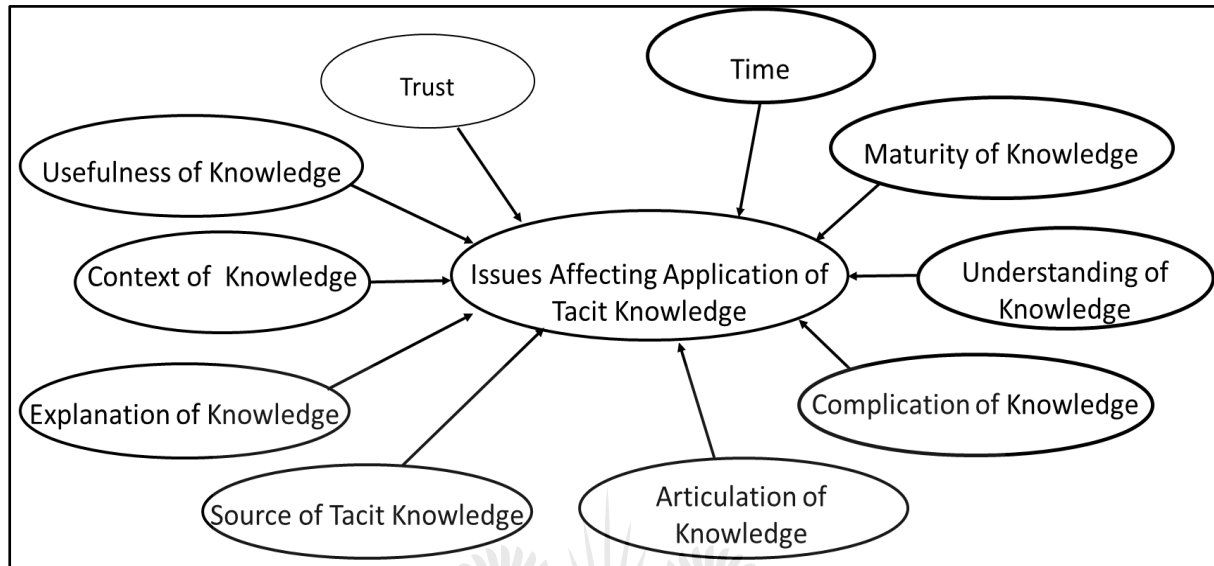 Time
Trust
Maturity of Knowledge
Usefulness of Knowledge
Context of Knowledge
Issues Affecting Application of
Tacit Knowledge
Understanding of
Knowledge
Explanation of Knowledge
Complication of Knowledge
Source of Tacit Knowledge
Articulation of
Knowledge